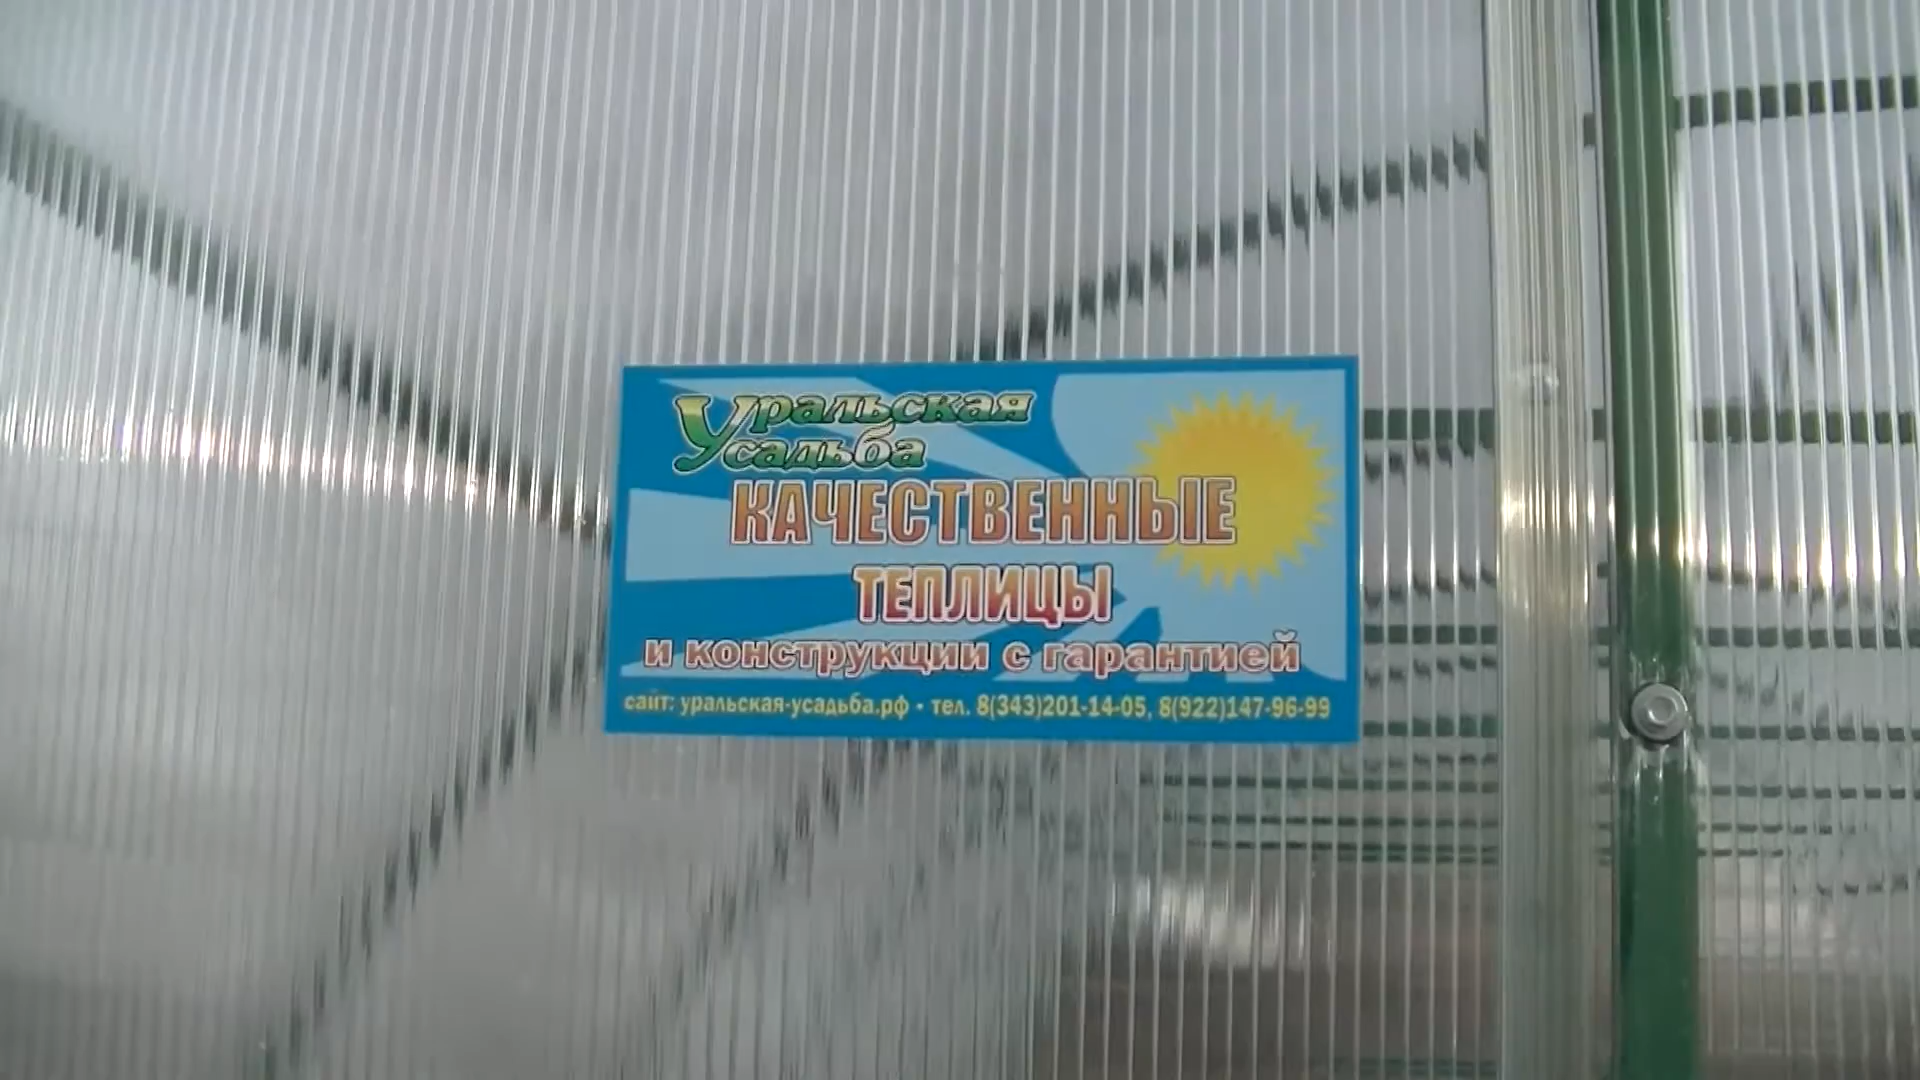 Уральская
Усадьба
КАЧЕСТВЕННЫЕ
ТЕПЛИЦЫ
и конструкции с гарантией
сайт: уральская-усадьба.рф • тел. 8(343)201-14-05, 8(922)147-96-99